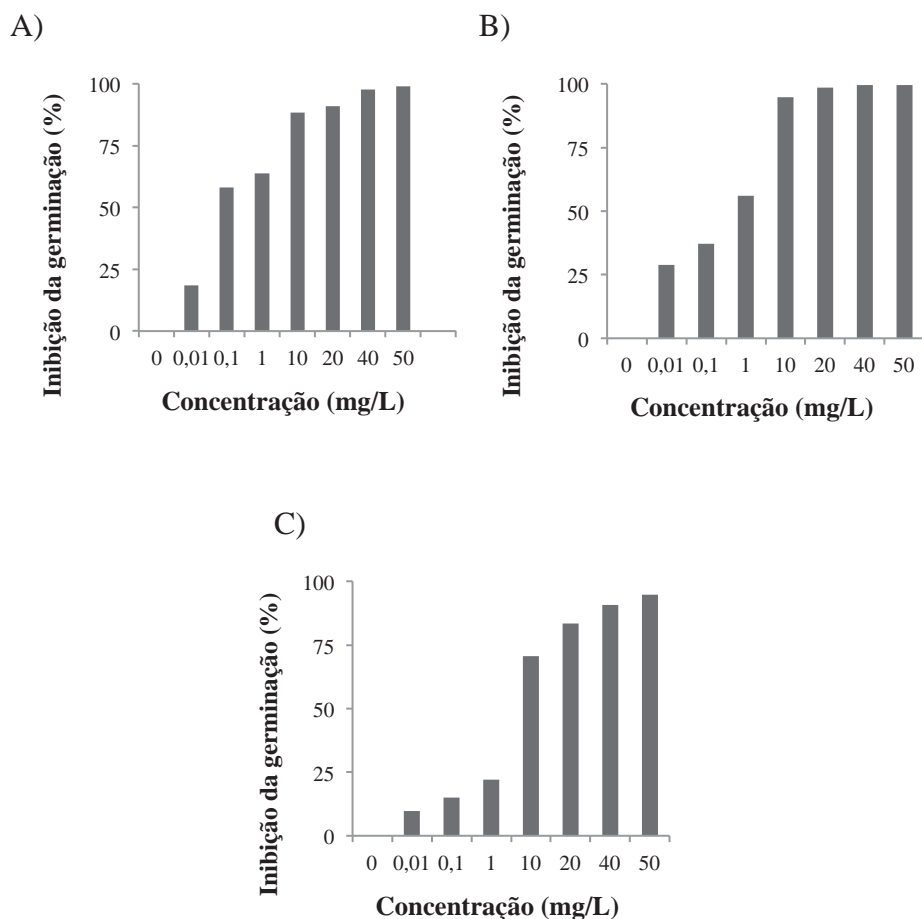 A)
Inibição da germinação (%)
100
75
50
25
0
0 0,01 0,1 1 10 20 40 50
Concentração (mg/L)
B)
Inibição da germinação (%)
100
75
50
25
0
0 0,01 0,1 1 10 20 40 50
Concentração (mg/L)
C)
Inibição da germinação (%)
100
75
50
25
0
0 0,01 0,1 1 10 20 40 50
Concentração (mg/L)